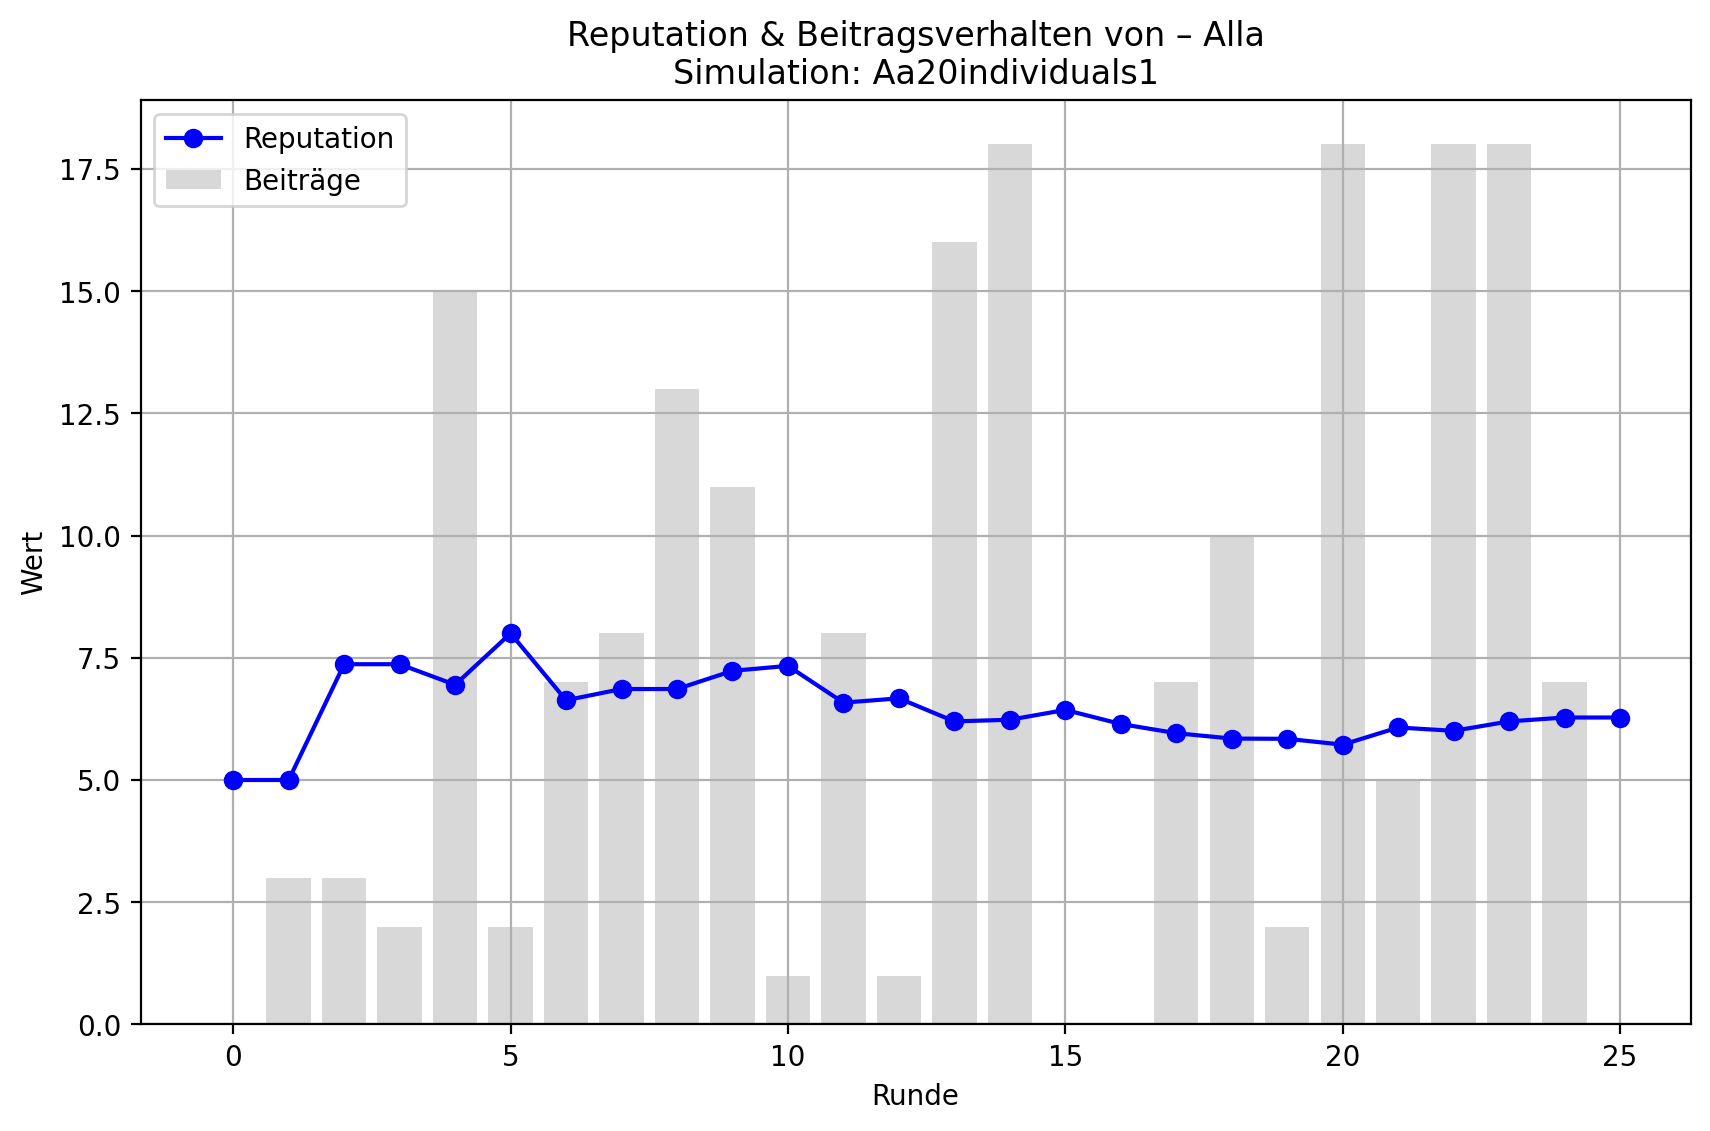 Reputation & Beitragsverhalten von – Alla
Simulation: Aa20individuals1
Reputation
Beiträge
17.5
15.0
12.5
10.0
7.5
5.0
2.5
0.0
Wert
0 5 10 15 20 25
Runde